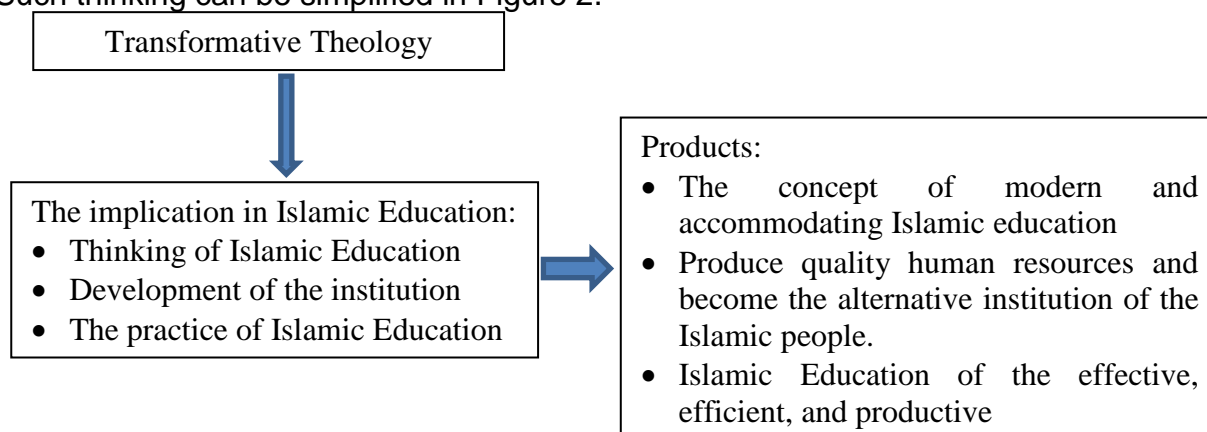 Such thinking can be simplified in Figure 2.
Transformative Theology
The implication in Islamic Education:
• Thinking of Islamic Education
• Development of the institution
• The practice of Islamic Education
Products:
• The concept of modern and
accommodating Islamic education
• Produce quality human resources and
become the alternative institution of the
Islamic people.
• Islamic Education of the effective,
efficient, and productive